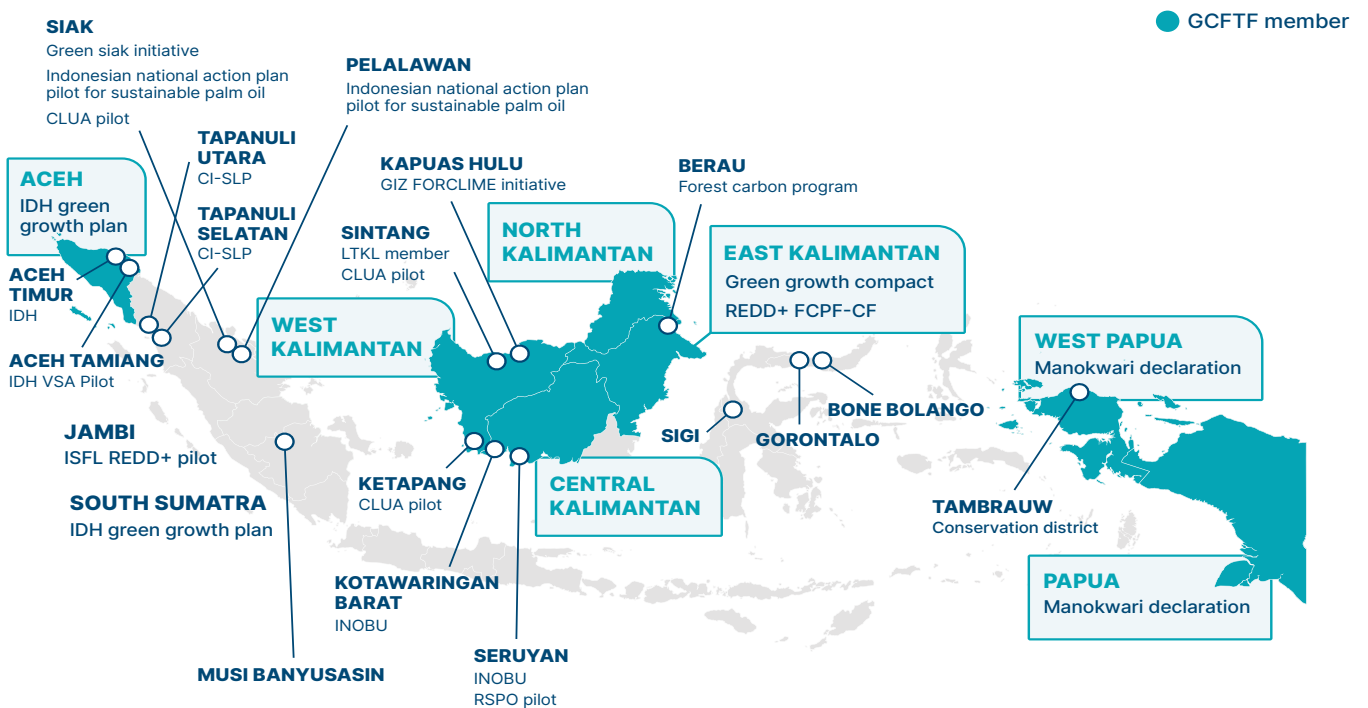 GCFTF member
SIAK
Green siak initiative
Indonesian national action plan
pilot for sustainable palm oil
CLUA pilot
PELALAWAN
Indonesian national action plan
pilot for sustainable palm oil
TAPANULI
UTARA
CI-SLP
TAPANULI
SELATAN
CI-SLP
ACEH
IDH green
growth plan
ACEH
TIMUR
IDH
ACEH TAMIANG
IDH VSA Pilot
JAMBI
ISFL REDD+ pilot
SOUTH SUMATRA
IDH green growth plan
MUSI BANYUSASIN
KAPUAS HULU
GIZ FORCLIME initiative
SINTANG
LTKL member
CLUA pilot
WEST
KALIMANTAN
NORTH
KALIMANTAN
BERAU
Forest carbon program
EAST KALIMANTAN
Green growth compact
REDD+ FCPF-CF
KETAPANG
CLUA pilot
CENTRAL
KALIMANTAN
KOTAWARINGAN
BARAT
INOBU
SERUYAN
INOBU
RSPO pilot
SIGI
GORONTALO
BONE BOLANGO
WEST PAPUA
Manokwari declaration
TAMBRAUW
Conservation district
PAPUA
Manokwari declaration